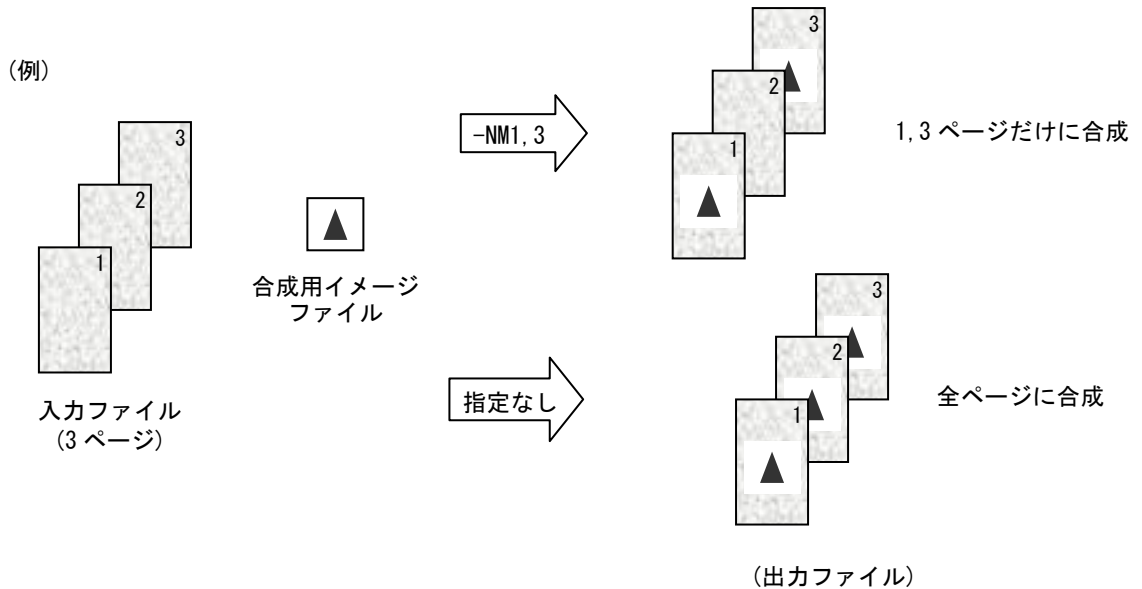 (例)
3
2
1
入力ファイル
(3 ページ)
合成用イメージ
ファイル
-NM1,3
3
2
1
1,3 ページだけに合成
指定なし
3
2
1
全ページに合成
(出力ファイル)